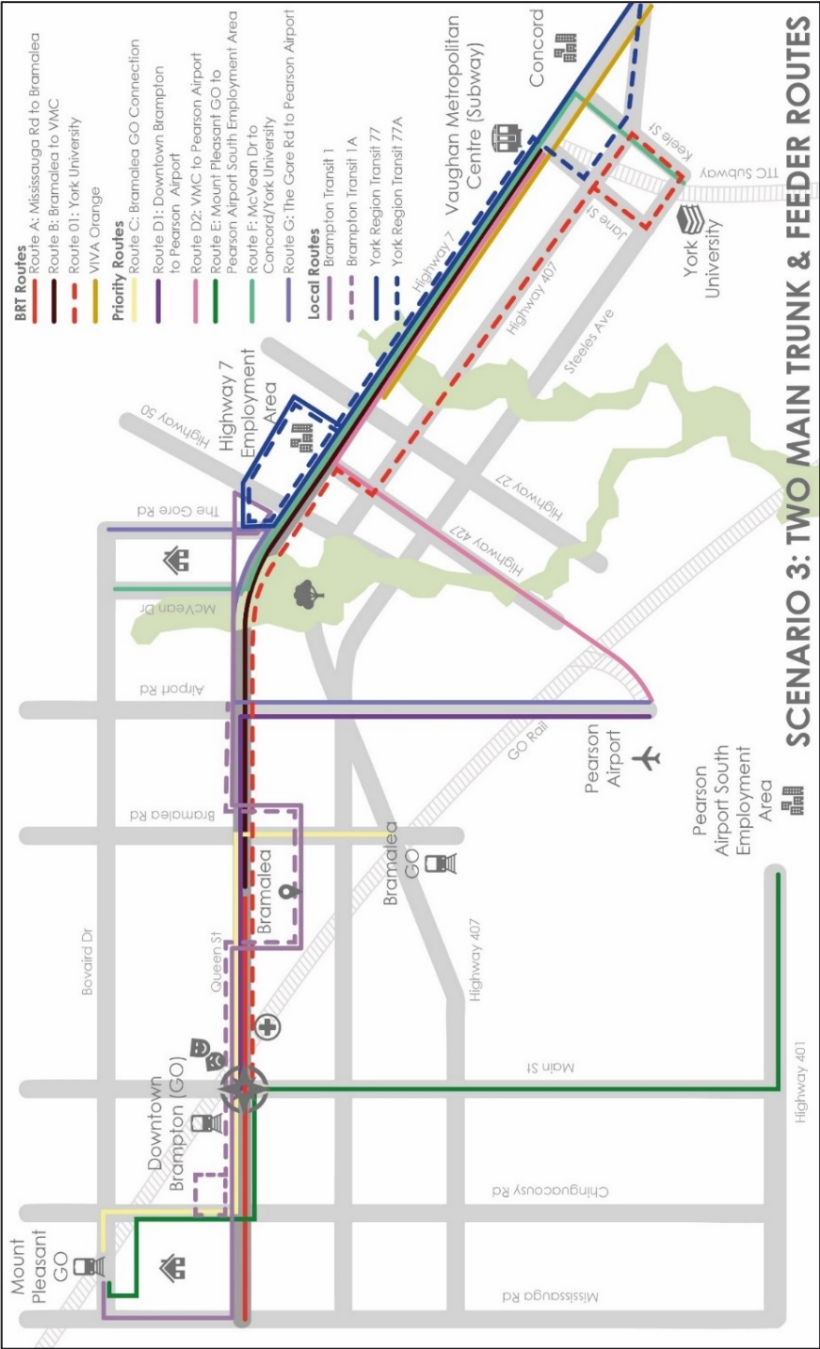 BRT Routes
Route A: Mississauga Rd to Bramalea
Route B: Bramalea to VMC
Route 01: York University
VIVA Orange
Priority Routes
Route C: Bramalea GO Connection
Route D1: Downtown Brampton
to Pearson Airport
Route D2: VMC to Pearson Airport
Route E: Mount Pleasant GO to
Pearson Airport South Employment Area
Route F: McVean Dr to
Concord/York University
Route G: The Gore Rd to Pearson Airport
Local Routes
Brampton Transit 1
Brampton Transit 1A
York Region Transit 77
York Region Transit 77A
Mount
Pleasant
GO
Bovaird Dr
Downtown
Brampton (GO)
Queen St
Bramalea
Bramalea Rd
Airport Rd
McVean Dr
The Gore Rd
Highway 50
Highway 7
Employment
Area
Highway 7
Vaughan Metropolitan
Centre (Subway)
Concord
Keele St
TTC Subway
Jane St
York
University
Highway 407
Steeles Ave
Highway 27
Highway 427
GO Rail
Pearson
Airport
Bramalea
GO
Highway 407
Main St
Chinguacousy Rd
Mississauga Rd
Highway 401
Pearson
Airport South
Employment
Area
SCENARIO 3: TWO MAIN TRUNK & FEEDER ROUTES